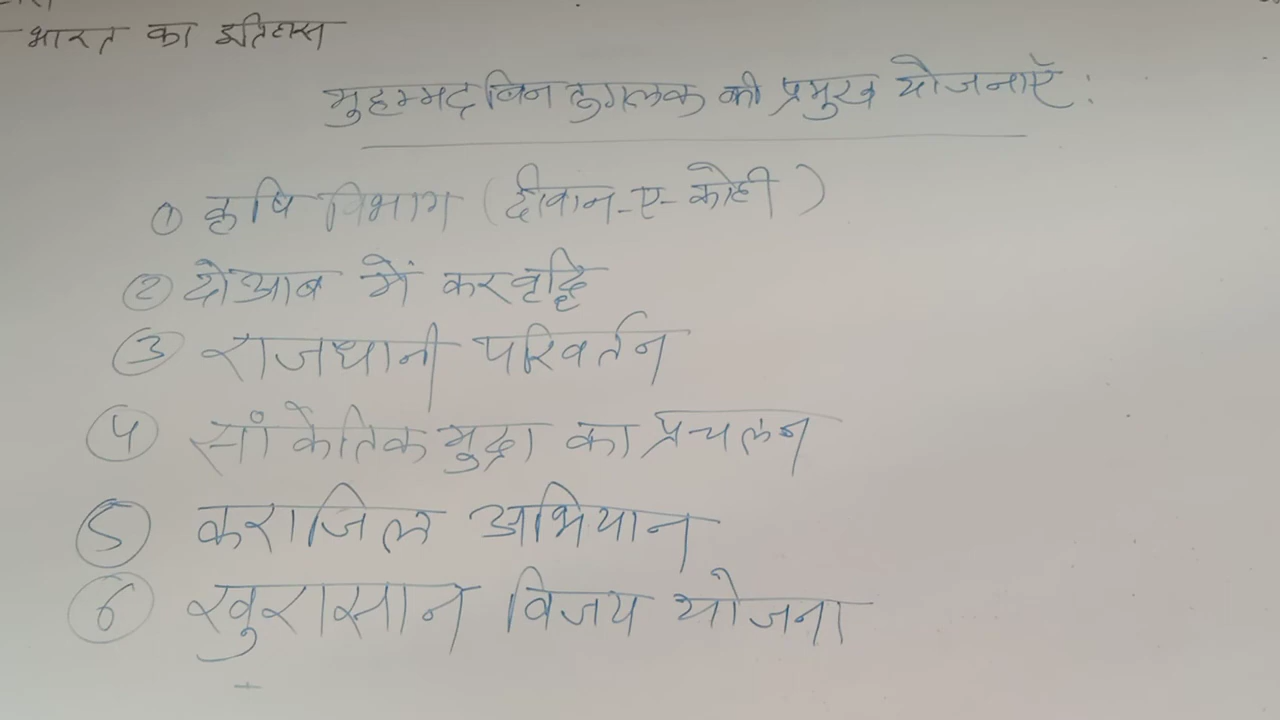 भारत का इतिहास
मुहम्मद बिन तुगलक की प्रमुख योजनाएँ :
① कृषि विभाग (दीवान-ए-कोही)
② दोआब में करवृद्धि
③ राजधानी परिवर्तन
④ सांकेतिक मुद्रा का प्रचलन
⑤ कराजिल अभियान
⑥ खुरासान विजय योजना